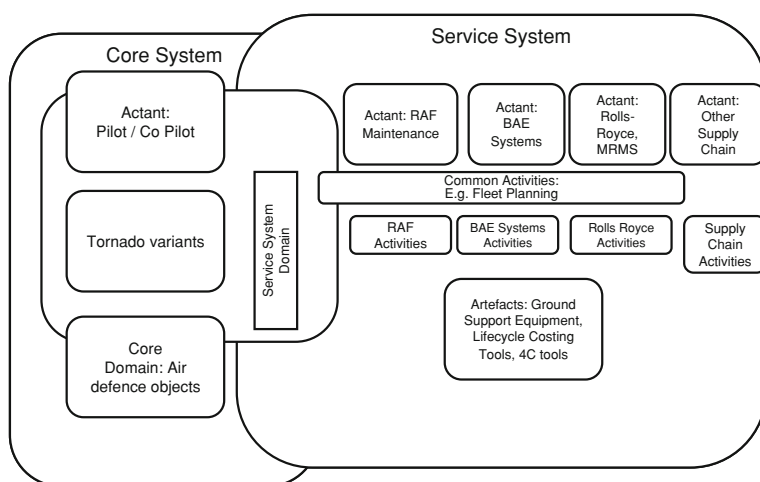 Core System
Service System
Actant:
Pilot / Co Pilot
Tornado variants
Core
Domain: Air
defence objects
Service System
Domain
Actant: RAF
Maintenance
Actant:
BAE
Systems
Actant:
Rolls-
Royce,
MRMS
Actant:
Other
Supply
Chain
Common Activities:
E.g. Fleet Planning
RAF
Activities
BAE Systems
Activities
Rolls Royce
Activities
Supply
Chain
Activities
Artefacts: Ground
Support Equipment,
Lifecycle Costing
Tools, 4C tools